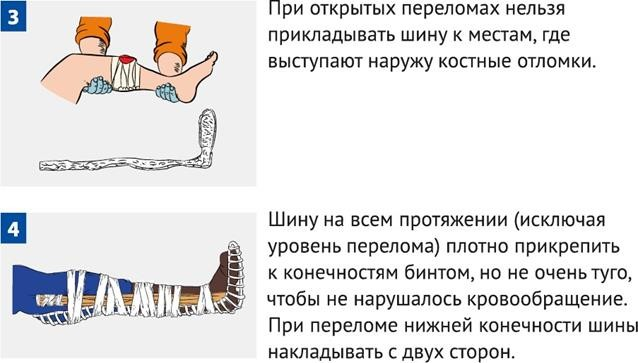 3
При открытых переломах нельзя
прикладывать шину к местам, где
выступают наружу костные отломки.
4
Шину на всем протяжении (исключая
уровень перелома) плотно прикрепить
к конечностям бинтом, но не очень туго,
чтобы не нарушалось кровообращение.
При переломе нижней конечности шины
накладывать с двух сторон.